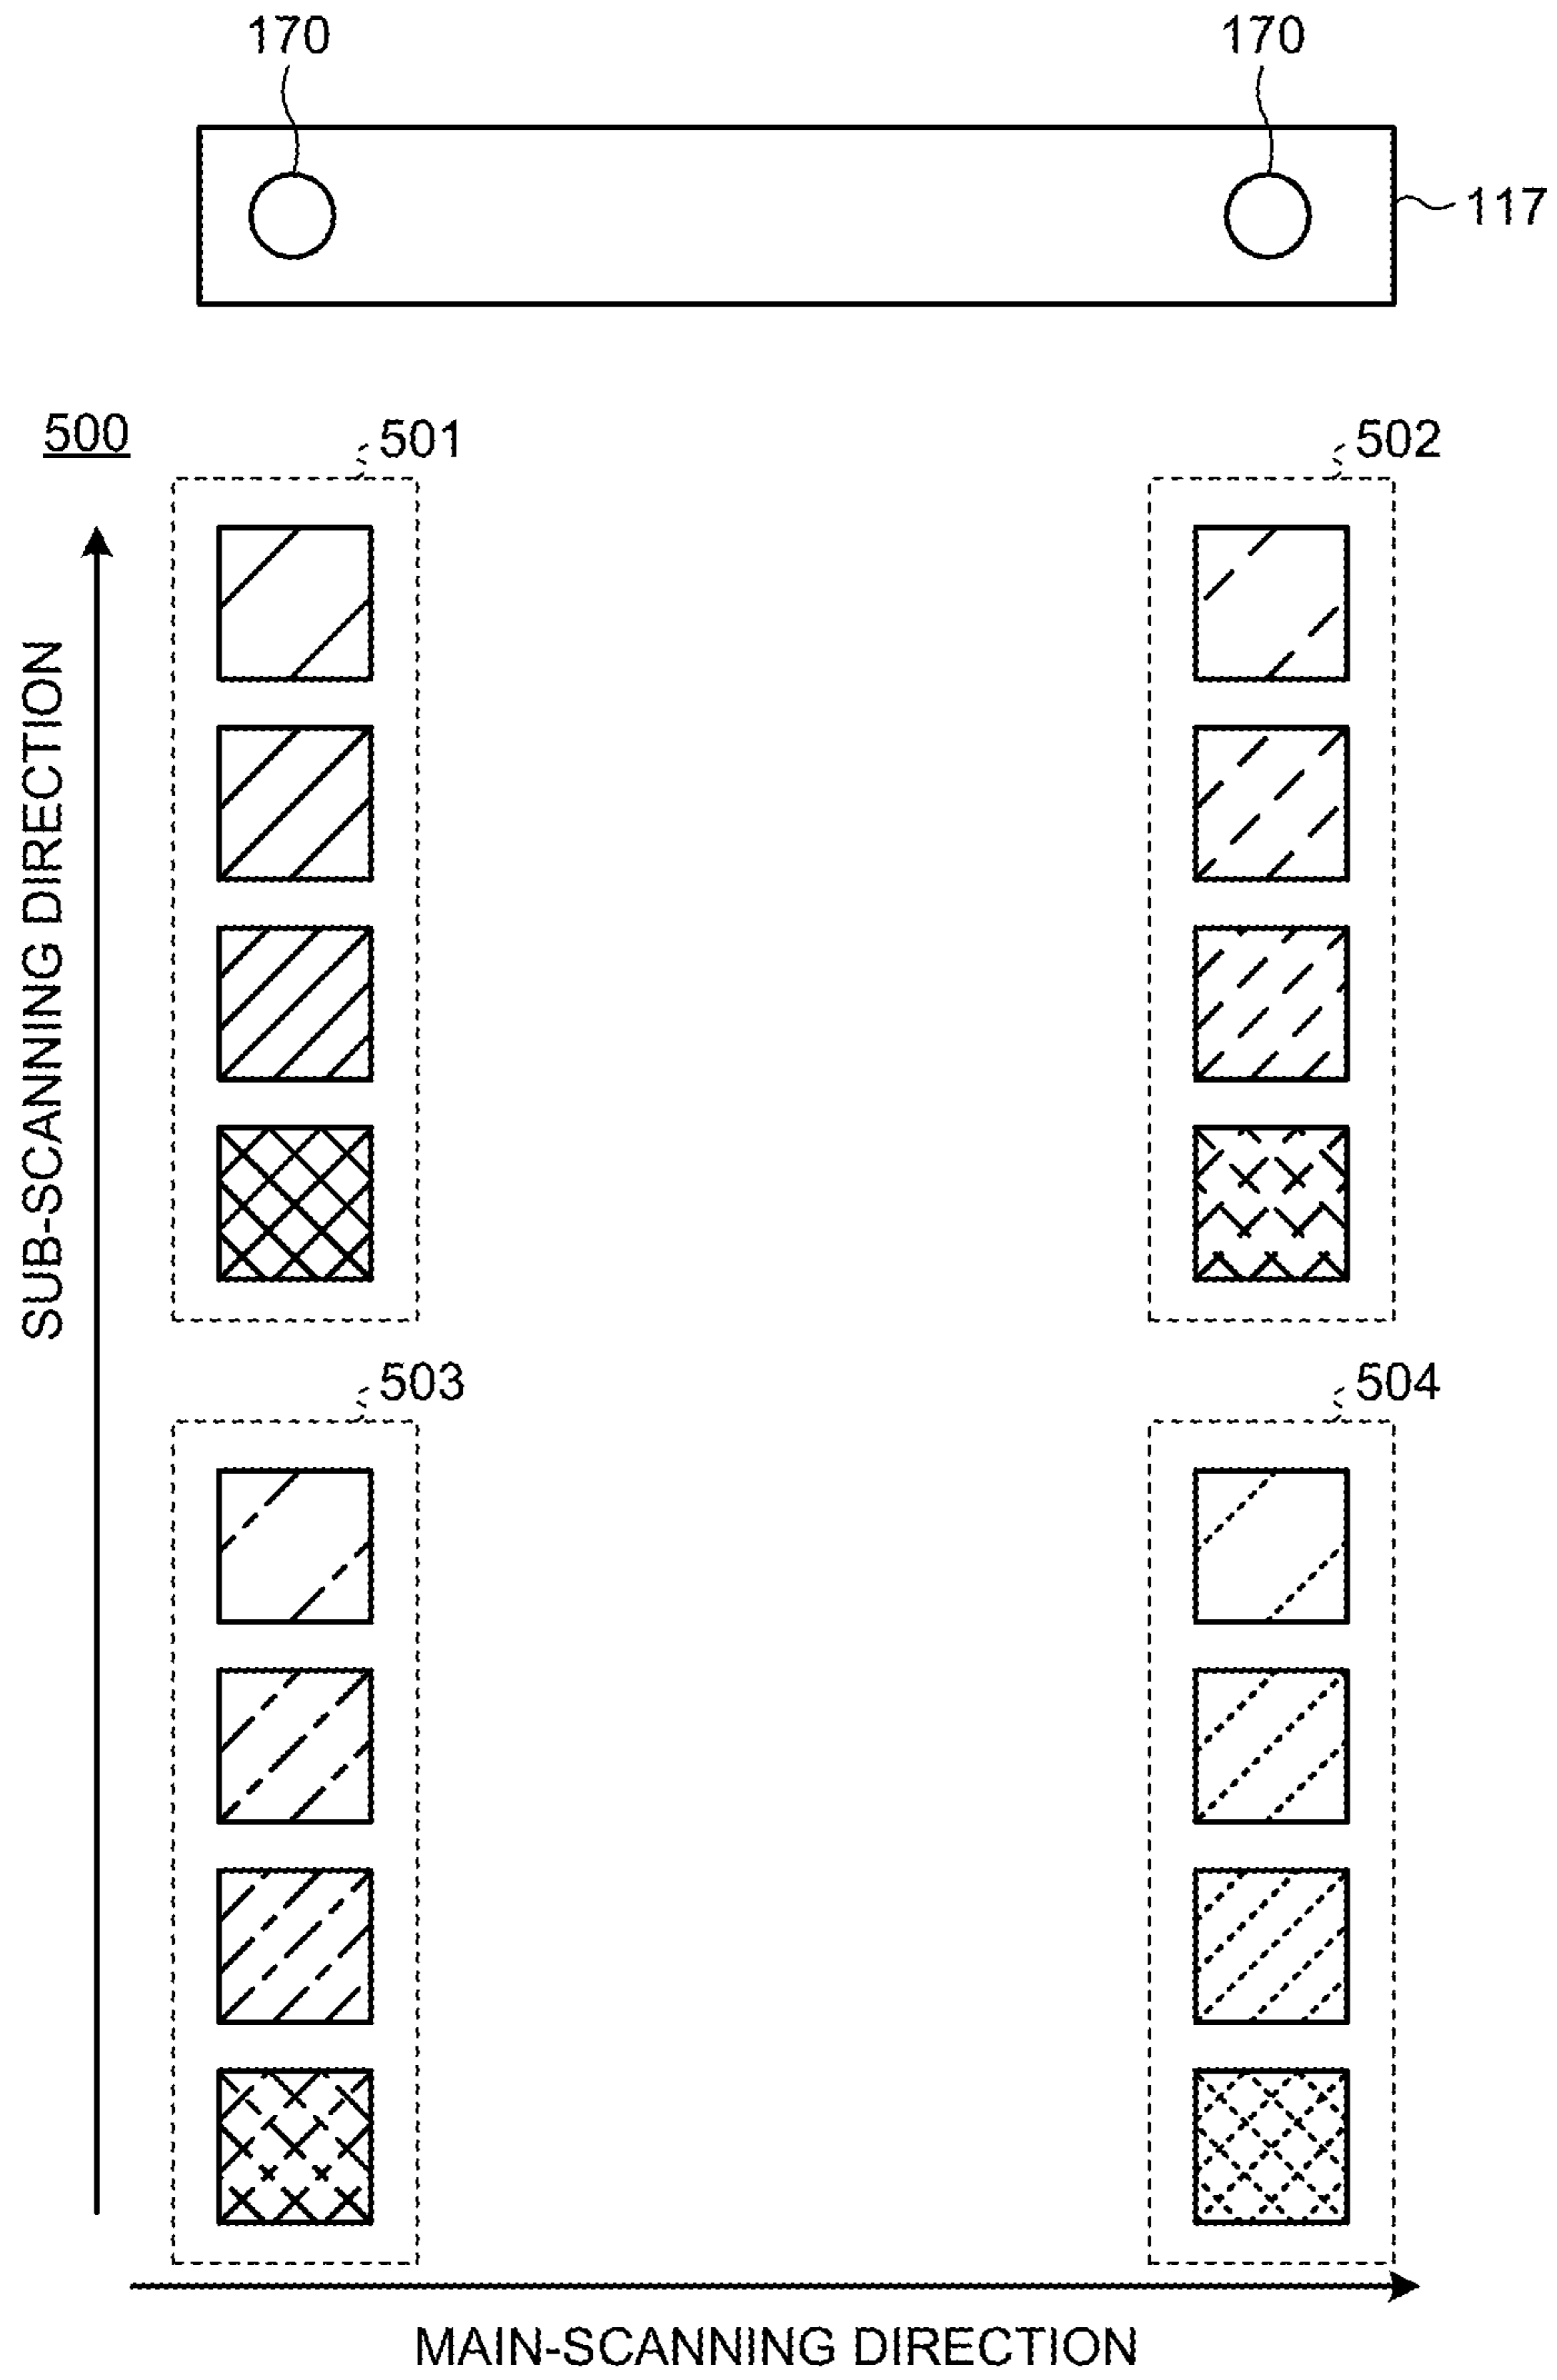 170 170
117
500
501 502
SUB-SCANNING DIRECTION
503 504
MAIN-SCANNING DIRECTION